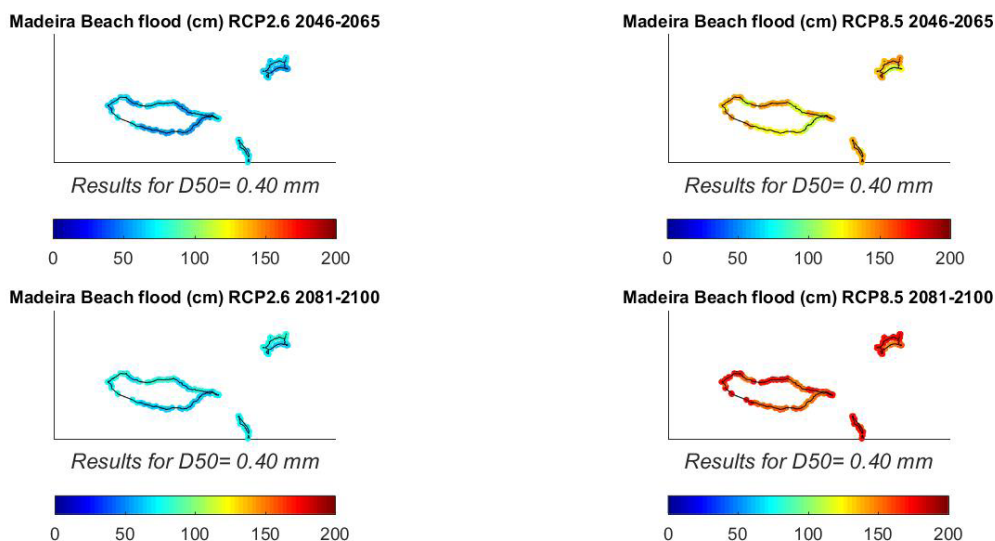 Madeira Beach flood (cm) RCP2.6 2046-2065
Results for D50= 0.40 mm
0 50 100 150 200
Madeira Beach flood (cm) RCP8.5 2046-2065
Results for D50= 0.40 mm
0 50 100 150 200
Madeira Beach flood (cm) RCP2.6 2081-2100
Results for D50= 0.40 mm
0 50 100 150 200
Madeira Beach flood (cm) RCP8.5 2081-2100
Results for D50= 0.40 mm
0 50 100 150 200